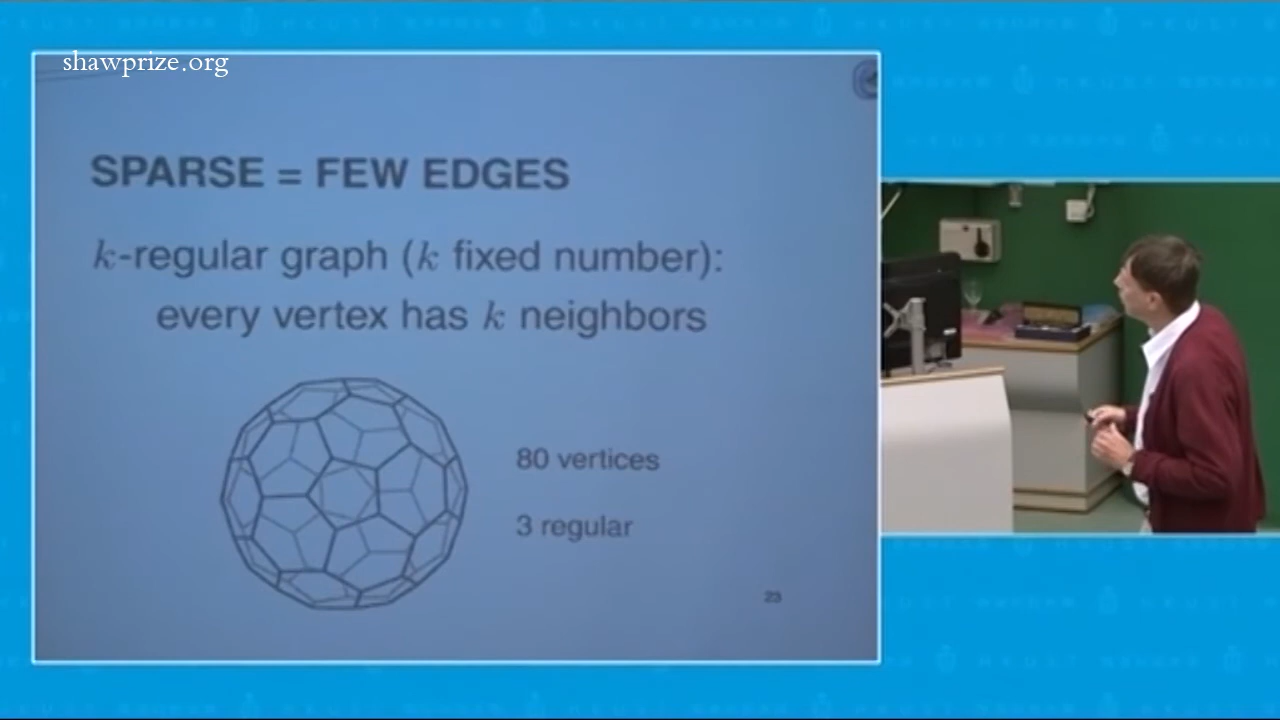 shawprize.org
SPARSE = FEW EDGES
k-regular graph (k fixed number):
every vertex has k neighbors
80 vertices
3 regular
23